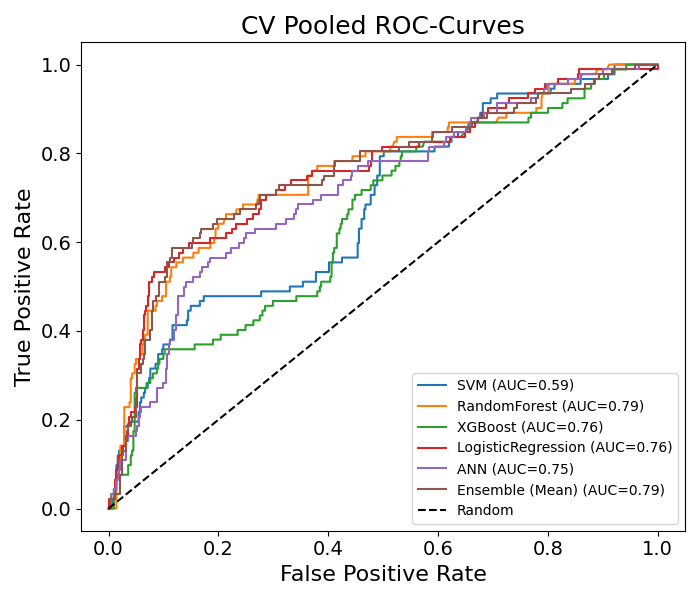 CV Pooled ROC-Curves
True Positive Rate
1.0
0.8
0.6
0.4
0.2
0.0
SVM (AUC=0.59)
RandomForest (AUC=0.79)
XGBoost (AUC=0.76)
LogisticRegression (AUC=0.76)
ANN (AUC=0.75)
Ensemble (Mean) (AUC=0.79)
Random
0.0 0.2 0.4 0.6 0.8 1.0
False Positive Rate